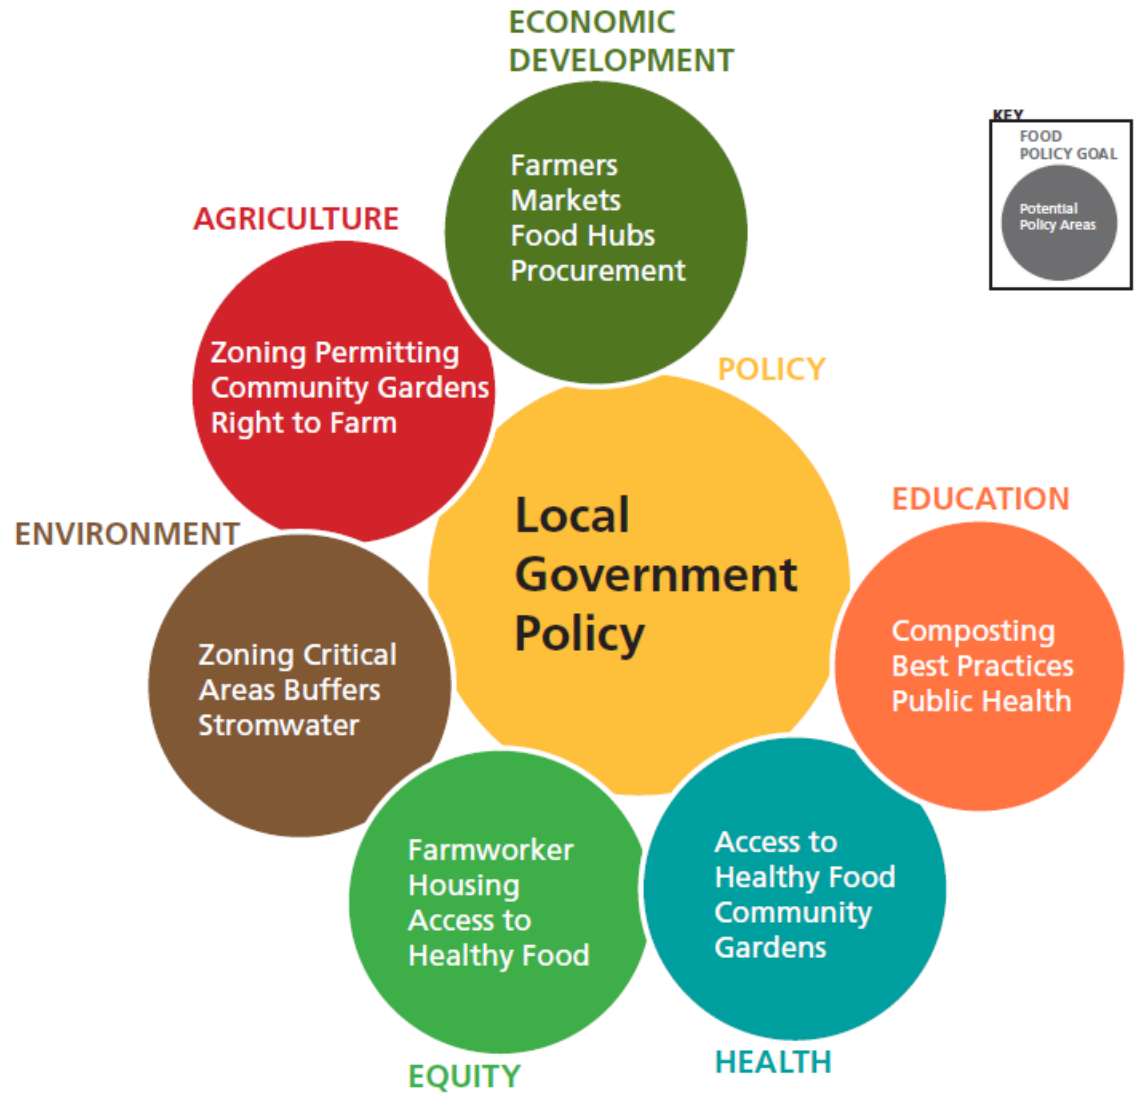 ECONOMIC
DEVELOPMENT
Farmers
Markets
Food Hubs
Procurement
KEY
FOOD
POLICY GOAL
Potential
Policy Areas
AGRICULTURE
Zoning Permitting
Community Gardens
Right to Farm
POLICY
Local
Government
Policy
EDUCATION
Composting
Best Practices
Public Health
ENVIRONMENT
Zoning Critical
Areas Buffers
Stromwater
Farmworker
Housing
Access to
Healthy Food
EQUITY
Access to
Healthy Food
Community
Gardens
HEALTH